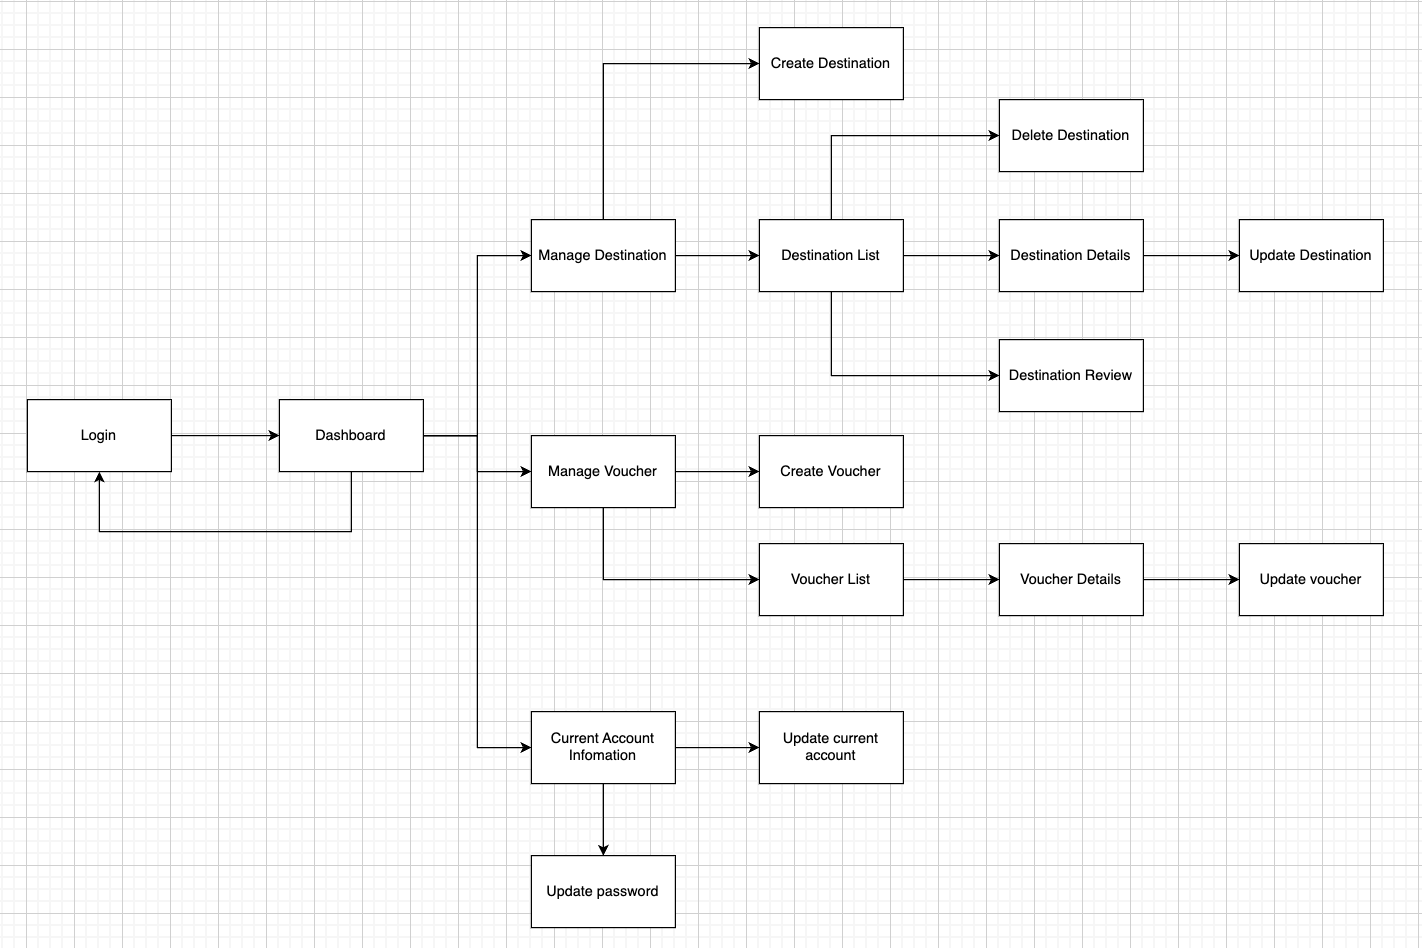 Create Destination
Delete Destination
Manage Destination
Destination List
Destination Details
Update Destination
Destination Review
Login
Dashboard
Manage Voucher
Create Voucher
Voucher List
Voucher Details
Update voucher
Current Account
Infomation
Update current
account
Update password